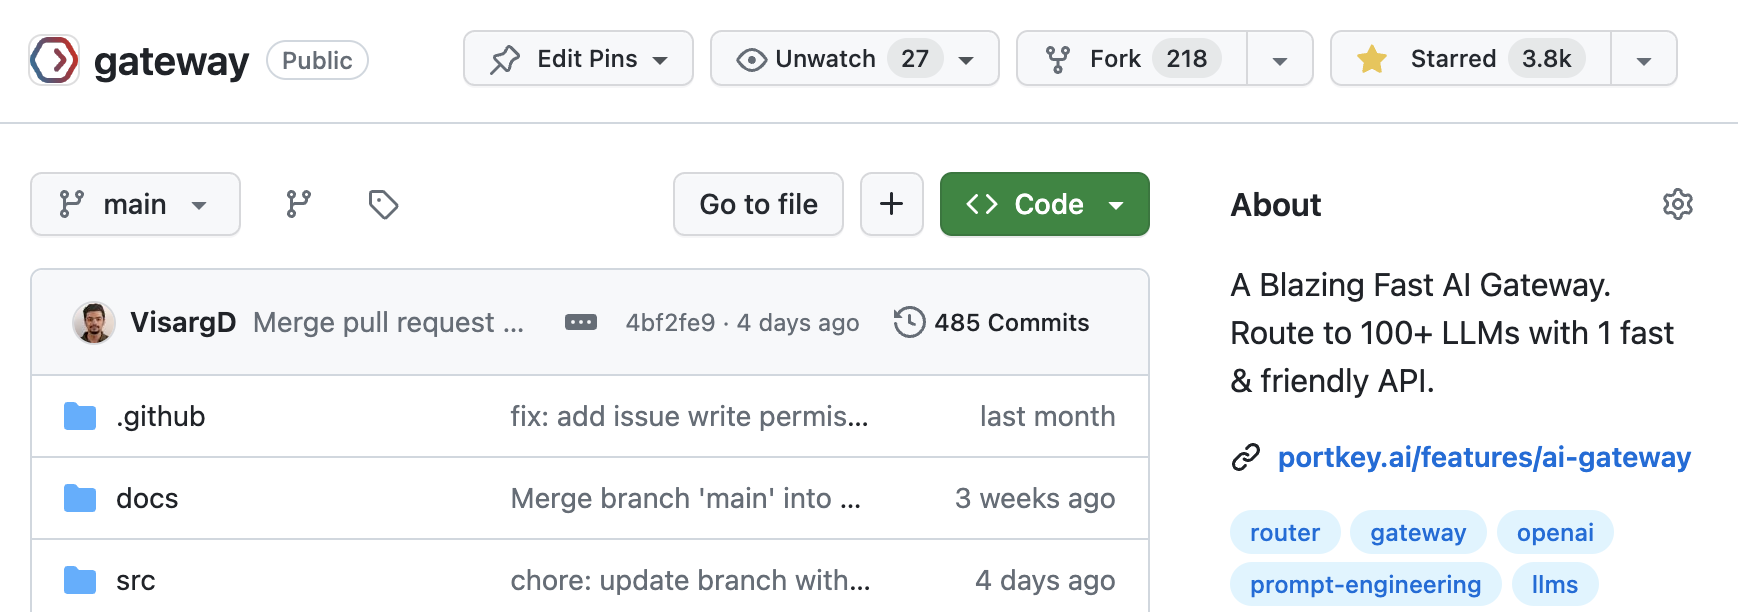 gateway Public Edit Pins Unwatch 27 Fork 218 Starred 3.8k
main Go to file + Code
VisargD Merge pull request ... 4bf2fe9 · 4 days ago 485 Commits
.github fix: add issue write permis... last month
docs Merge branch 'main' into ... 3 weeks ago
src chore: update branch with... 4 days ago
About
A Blazing Fast AI Gateway.
Route to 100+ LLMs with 1 fast
& friendly API.
portkey.ai/features/ai-gateway
router gateway openai
prompt-engineering llms